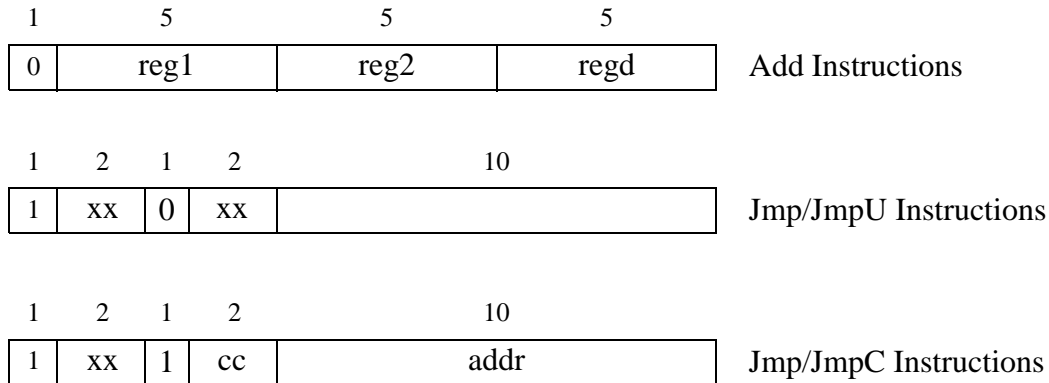 1 5 5 5
0 reg1 reg2 regd Add Instructions
1 2 1 2 10
1 xx 0 xx Jmp/JmpU Instructions
1 2 1 2 10
1 xx 1 cc addr Jmp/JmpC Instructions